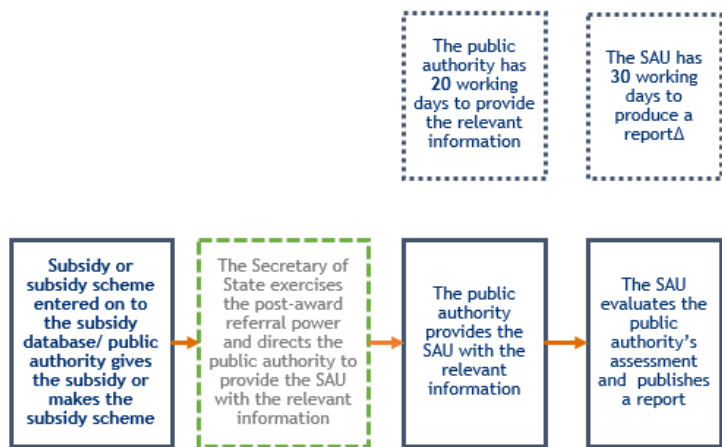 The public
authority has
20 working
days to provide
the relevant
information
The SAU has
30 working
days to
produce a
reportΔ
Subsidy or
subsidy scheme
entered on to
the subsidy
database/ public
authority gives
the subsidy or
makes the
subsidy scheme
The Secretary of
State exercises
the post-award
referral power
and directs the
public authority to
provide the SAU
with the relevant
information
The public
authority
provides the
SAU with the
relevant
information
The SAU
evaluates the
public
authority's
assessment
and publishes
a report